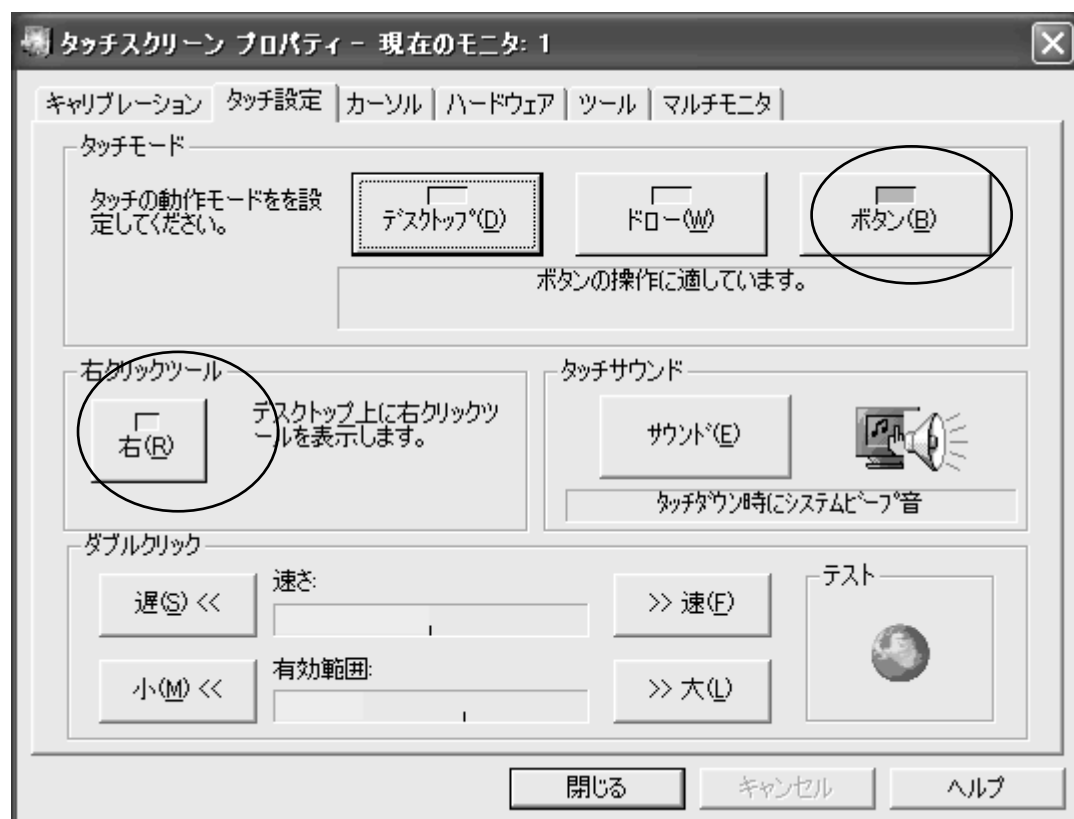 タッチスクリーン プロパティ - 現在のモニタ: 1
キャリブレーション タッチ設定 カーソル ハードウェア ツール マルチモニタ
タッチモード
タッチの動作モードをを設
定してください。
ﾃﾞｽｸﾄｯﾌﾟ(D)
ドロー(W)
ボタン(B)
ボタンの操作に適しています。
右クリックツール
右(R)
デスクトップ上に右クリックツ
ールを表示します。
タッチサウンド
ｻｳﾝﾄﾞ(E)
ﾀｯﾁﾀﾞｳﾝ時にｼｽﾃﾑﾋﾞｰﾌﾟ音
ダブルクリック
遅(S) <<
速さ:
>> 速(F)
小(M) <<
有効範囲:
>> 大(L)
テスト
閉じる
キャンセル
ヘルプ